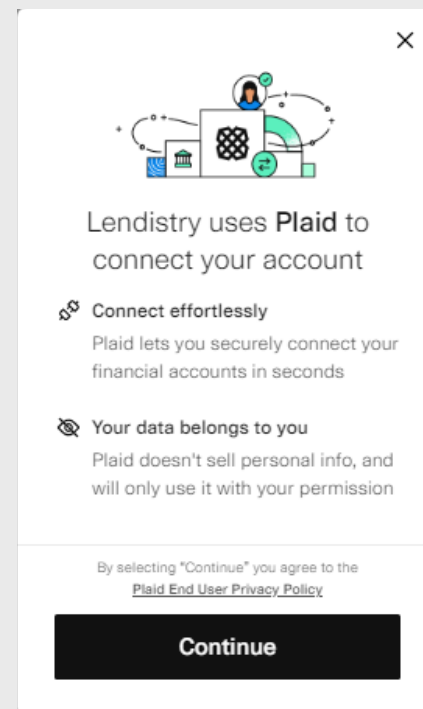 Lendistry uses Plaid to
connect your account
Connect effortlessly
Plaid lets you securely connect your
financial accounts in seconds
Your data belongs to you
Plaid doesn't sell personal info, and
will only use it with your permission
By selecting "Continue" you agree to the
Plaid End User Privacy Policy
Continue